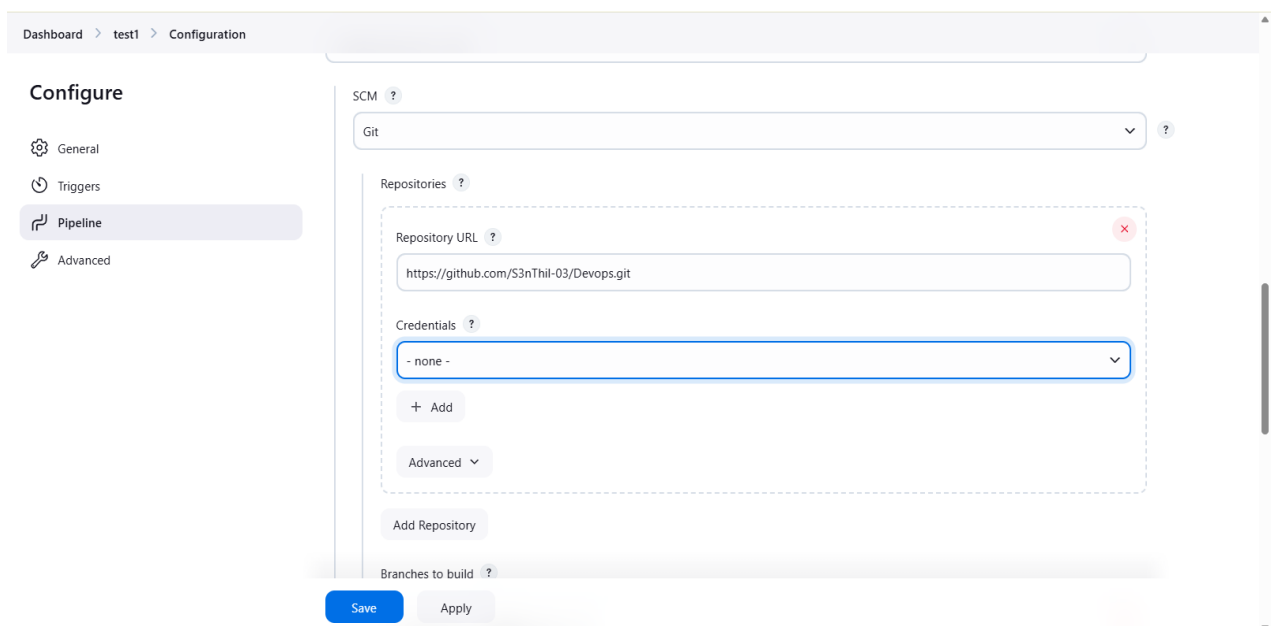 Dashboard > test1 > Configuration
Configure
General
Triggers
Pipeline
Advanced
SCM ?
Git
?
Repositories ?
Repository URL ?
https://github.com/S3nThil-03/Devops.git
Credentials ?
- none -
+ Add
Advanced
Add Repository
Branches to build ?
Save
Apply